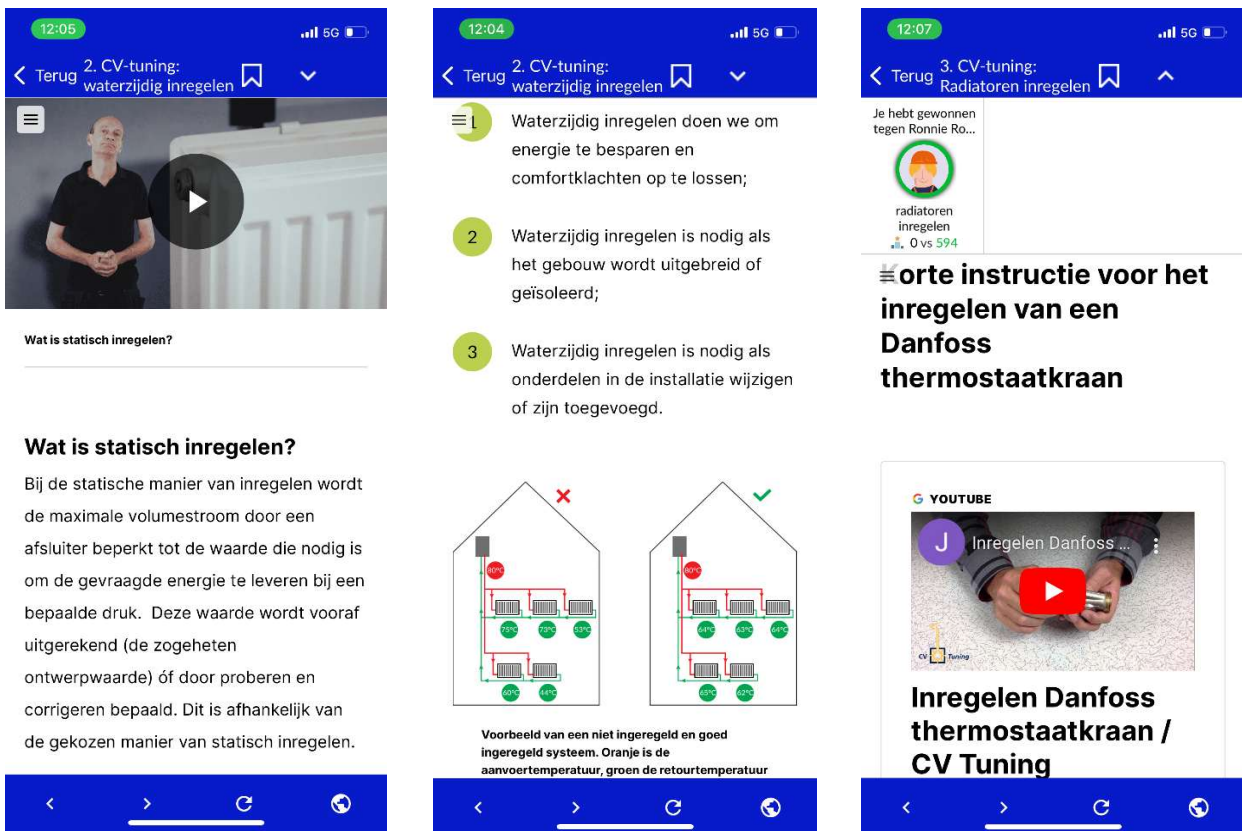 12:05
5G
Terug
2. CV-tuning:
waterzijdig inregelen
Wat is statisch inregelen?
Wat is statisch inregelen?
Bij de statische manier van inregelen wordt
de maximale volumestroom door een
afsluiter beperkt tot de waarde die nodig is
om de gevraagde energie te leveren bij een
bepaalde druk. Deze waarde wordt vooraf
uitgerekend (de zogeheten
ontwerpwaarde) óf door proberen en
corrigeren bepaald. Dit is afhankelijk van
de gekozen manier van statisch inregelen.
12:04
5G
Terug
2. CV-tuning:
waterzijdig inregelen
1 Waterzijdig inregelen doen we om
energie te besparen en
comfortklachten op te lossen;
2 Waterzijdig inregelen is nodig als
het gebouw wordt uitgebreid of
geïsoleerd;
3 Waterzijdig inregelen is nodig als
onderdelen in de installatie wijzigen
of zijn toegevoegd.
80°C
75°C 73°C 53°C
60°C 44°C
80°C
64°C 63°C 64°C
65°C 62°C
Voorbeeld van een niet ingeregeld en goed
ingeregeld systeem. Oranje is de
aanvoertemperatuur, groen de retourtemperatuur
12:07
5G
Terug
3. CV-tuning:
Radiatoren inregelen
Je hebt gewonnen
tegen Ronnie Ro...
radiatoren
inregelen
0 vs 594
Korte instructie voor het
inregelen van een
Danfoss
thermostaatkraan
G YOUTUBE
J Inregelen Danfoss ...
CV Tuning
Inregelen Danfoss
thermostaatkraan /
CV Tuning